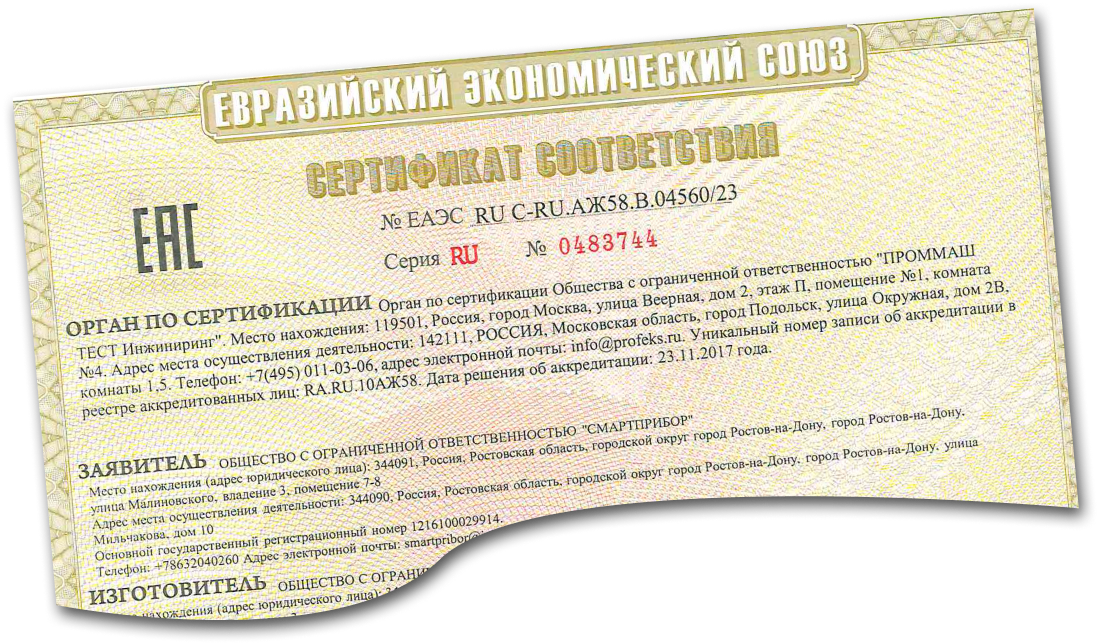 ЕВРАЗИЙСКИЙ ЭКОНОМИЧЕСКИЙ СОЮЗ
СЕРТИФИКАТ СООТВЕТСТВИЯ
ЕАС
№ ЕАЭС RU C-RU.АЖ58.В.04560/23
Серия RU № 0483744
ОРГАН ПО СЕРТИФИКАЦИИ Орган по сертификации Общества с ограниченной ответственностью "ПРОММАШ
ТЕСТ Инжиниринг". Место нахождения: 119501, Россия, город Москва, улица Веерная, дом 2, этаж П, помещение №1, комната
№4. Адрес места осуществления деятельности: 142111, РОССИЯ, Московская область, город Подольск, улица Окружная, дом 2В,
комнаты 1,5. Телефон: +7(495) 011-03-06, адрес электронной почты: info@profeks.ru. Уникальный номер записи об аккредитации в
реестре аккредитованных лиц: RA.RU.10АЖ58. Дата решения об аккредитации: 23.11.2017 года.
ЗАЯВИТЕЛЬ ОБЩЕСТВО С ОГРАНИЧЕННОЙ ОТВЕТСТВЕННОСТЬЮ "СМАРТПРИБОР"
Место нахождения (адрес юридического лица): 344091, Россия, Ростовская область, городской округ город Ростов-на-Дону, город Ростов-на-Дону,
улица Малиновского, владение 3, помещение 7-8
Адрес места осуществления деятельности: 344090, Россия, Ростовская область, городской округ город Ростов-на-Дону, город Ростов-на-Дону, улица
Мильчакова, дом 10
Основной государственный регистрационный номер 1216100029914.
Телефон: +78632040260 Адрес электронной почты: smartpribor@
ИЗГОТОВИТЕЛЬ ОБЩЕСТВО С ОГРАНИ
нахождения (адрес юридического лица):